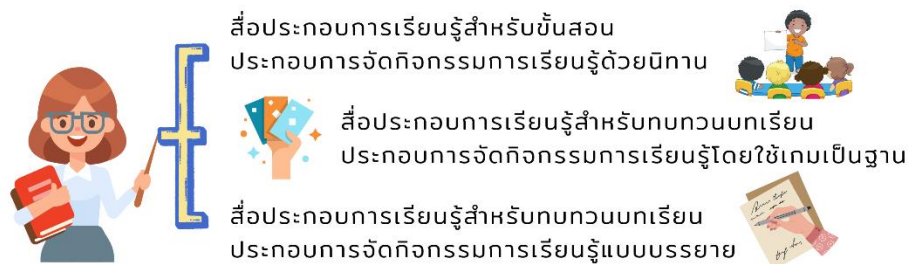 สื่อประกอบการเรียนรู้สำหรับขั้นสอน
ประกอบการจัดกิจกรรมการเรียนรู้ด้วยนิทาน
สื่อประกอบการเรียนรู้สำหรับทบทวนบทเรียน
ประกอบการจัดกิจกรรมการเรียนรู้โดยใช้เกมเป็นฐาน
สื่อประกอบการเรียนรู้สำหรับทบทวนบทเรียน
ประกอบการจัดกิจกรรมการเรียนรู้แบบบรรยาย